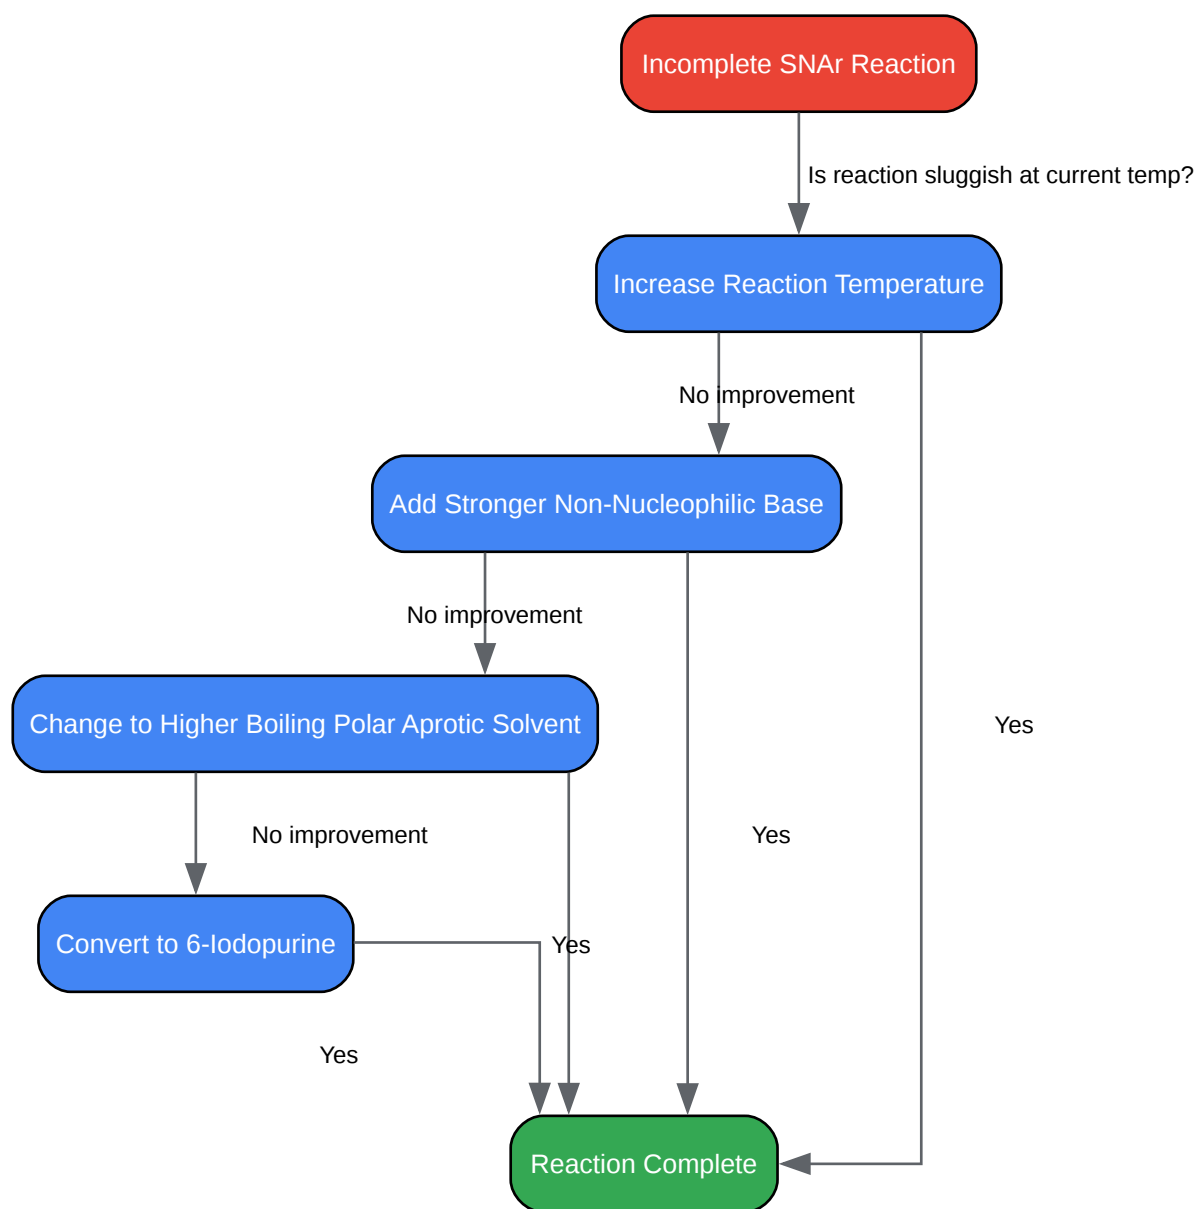 Incomplete SNAr Reaction
Is reaction sluggish at current temp?
Increase Reaction Temperature
No improvement
Add Stronger Non-Nucleophilic Base
No improvement
Change to Higher Boiling Polar Aprotic Solvent
Yes
No improvement
Yes
Convert to 6-Iodopurine
Yes
Yes
Reaction Complete